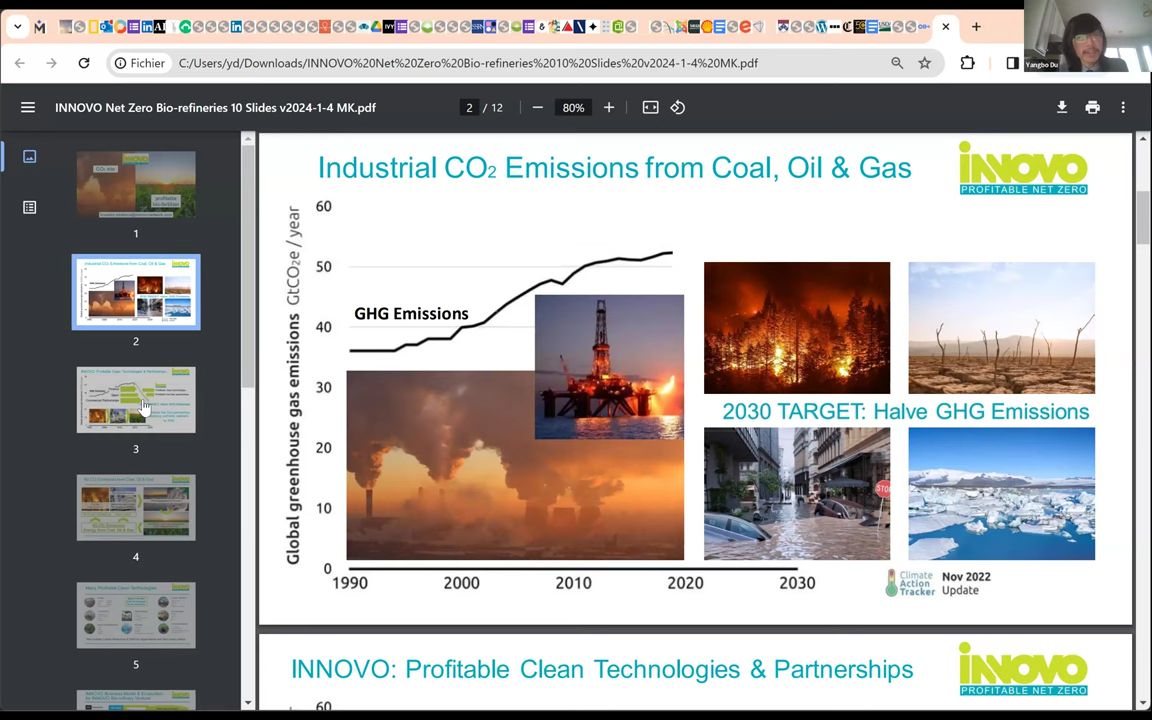 Yangbo Du
Fichier
C:/Users/yd/Downloads/INNOVO%20Net%20Zero%20Bio-refineries%2010%20Slides%20v2024-1-4%20MK.pdf
INNOVO Net Zero Bio-refineries 10 Slides v2024-1-4 MK.pdf
2 / 12
80%
1
2
3
4
5
Industrial CO2 Emissions from Coal, Oil & Gas
iNNOVO
PROFITABLE NET ZERO
Global greenhouse gas emissions GtCO2e / year
60
50
40
30
20
10
0
GHG Emissions
2030 TARGET: Halve GHG Emissions
STOP
1990
2000
2010
2020
2030
Climate
Action
Tracker
Nov 2022
Update
INNOVO: Profitable Clean Technologies & Partnerships
iNNOVO
PROFITABLE NET ZERO
60